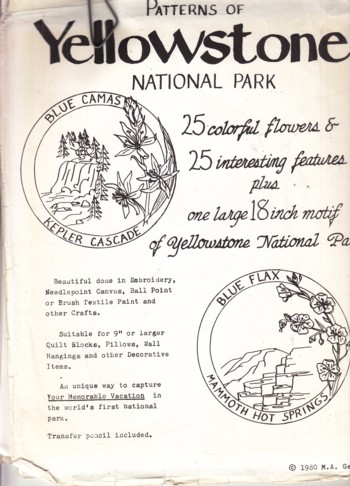 PATTERNS OF
Yellowstone
NATIONAL PARK
BLUE CAMAS
KEPLER CASCADE
25 colorful flowers &
25 interesting features
plus
one large 18 inch motif
of Yellowstone National Pa
Beautiful done in Embroidery,
Needlepoint Canvas, Ball Point
or Brush Textile Paint and
other Crafts.
Suitable for 9" or larger
Quilt Blocks, Pillows, Wall
Hangings and other Decorative
Items.
An unique way to capture
Your Memorable Vacation in
the world's first national
park.
Transfer pencil included.
BLUE FLAX
MAMMOTH HOT SPRINGS
© 1980 M.A. Ge